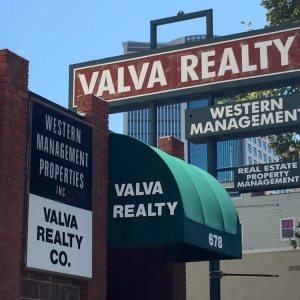 VALVA REALTY
WESTERN
MANAGEMENT
REAL ESTATE
PROPERTY
MANAGEMENT
WESTERN
MANAGEMENT
PROPERTIES
INC.
VALVA
REALTY
CO.
VALVA
REALTY
678